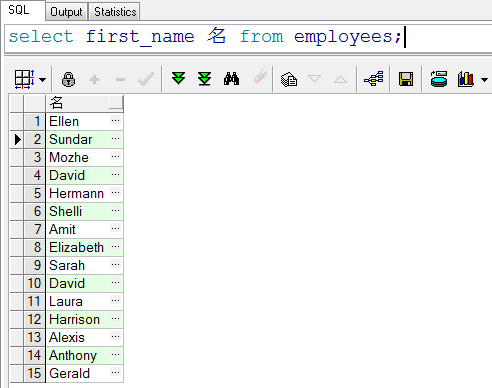 SQL Output Statistics
select first_name 名 from employees;
名
1 Ellen ...
2 Sundar ...
3 Mozhe ...
4 David ...
5 Hermann ...
6 Shelli ...
7 Amit ...
8 Elizabeth ...
9 Sarah ...
10 David ...
11 Laura ...
12 Harrison ...
13 Alexis ...
14 Anthony ...
15 Gerald ...